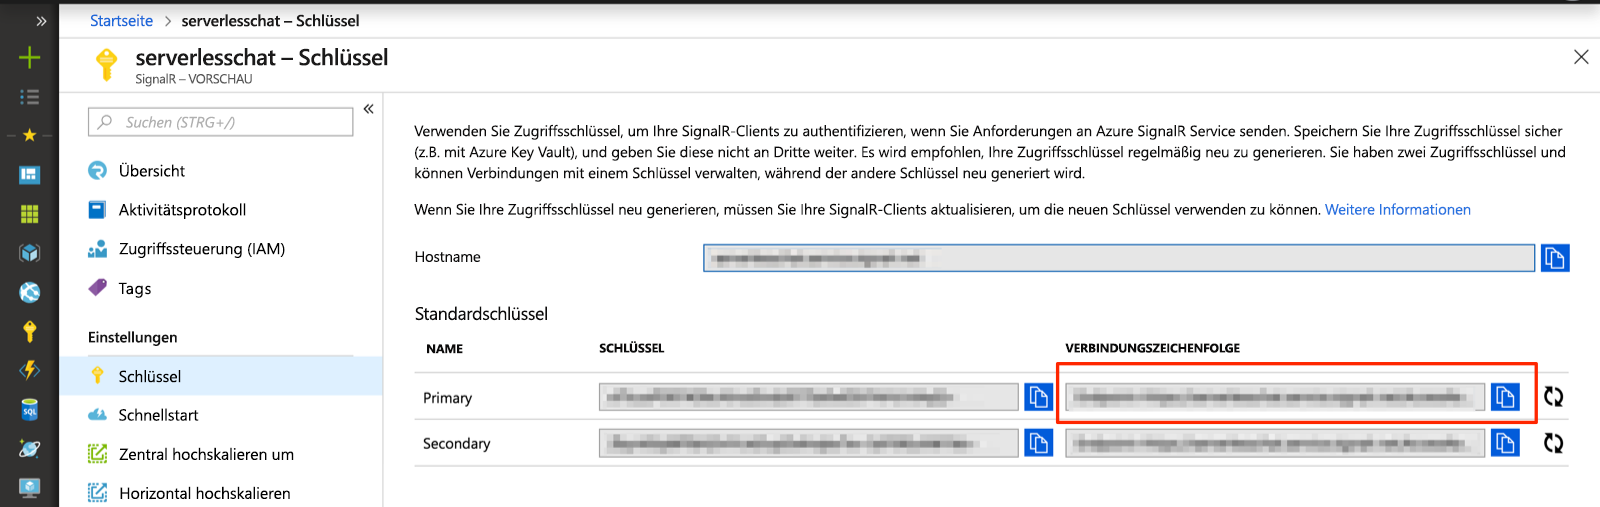 Startseite > serverlesschat – Schlüssel
serverlesschat – Schlüssel
SignalR – VORSCHAU
Suchen (STRG+/)
Übersicht
Aktivitätsprotokoll
Zugriffssteuerung (IAM)
Tags
Einstellungen
Schlüssel
Schnellstart
Zentral hochskalieren um
Horizontal hochskalieren
Verwenden Sie Zugriffsschlüssel, um Ihre SignalR-Clients zu authentifizieren, wenn Sie Anforderungen an Azure SignalR Service senden. Speichern Sie Ihre Zugriffsschlüssel sicher
(z.B. mit Azure Key Vault), und geben Sie diese nicht an Dritte weiter. Es wird empfohlen, Ihre Zugriffsschlüssel regelmäßig neu zu generieren. Sie haben zwei Zugriffsschlüssel und
können Verbindungen mit einem Schlüssel verwalten, während der andere Schlüssel neu generiert wird.
Wenn Sie Ihre Zugriffsschlüssel neu generieren, müssen Sie Ihre SignalR-Clients aktualisieren, um die neuen Schlüssel verwenden zu können. Weitere Informationen
Hostname
Standardschlüssel
NAME SCHLÜSSEL VERBINDUNGSZEICHENFOLGE
Primary
Secondary
SQL